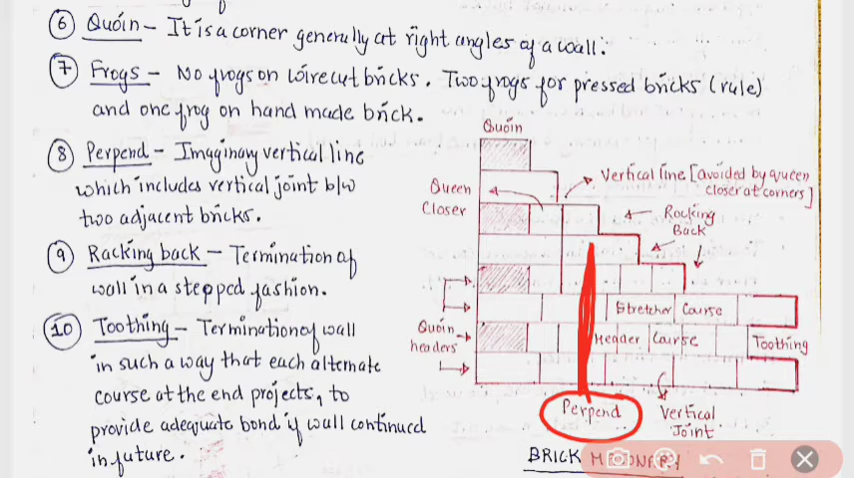 ⑥ Quoin – It is a corner generally at right angles of a wall.
⑦ Frogs – No frogs on wirecut bricks. Two frogs for pressed bricks (rule)
and one frog on hand made brick.
⑧ Perpend – Imaginary vertical line
which includes vertical joint b/w
two adjacent bricks.
⑨ Racking back – Termination of
wall in a stepped fashion.
⑩ Toothing – Termination of wall
in such a way that each alternate
course at the end projects, to
provide adequate bond if wall continued
in future.
Quoin
Vertical line [avoided by queen
closer at corners]
Queen
Closer
Racking
Back
Stretcher Course
Quoin
headers
Header Course
Toothing
Perpend
Vertical
Joint
BRICK